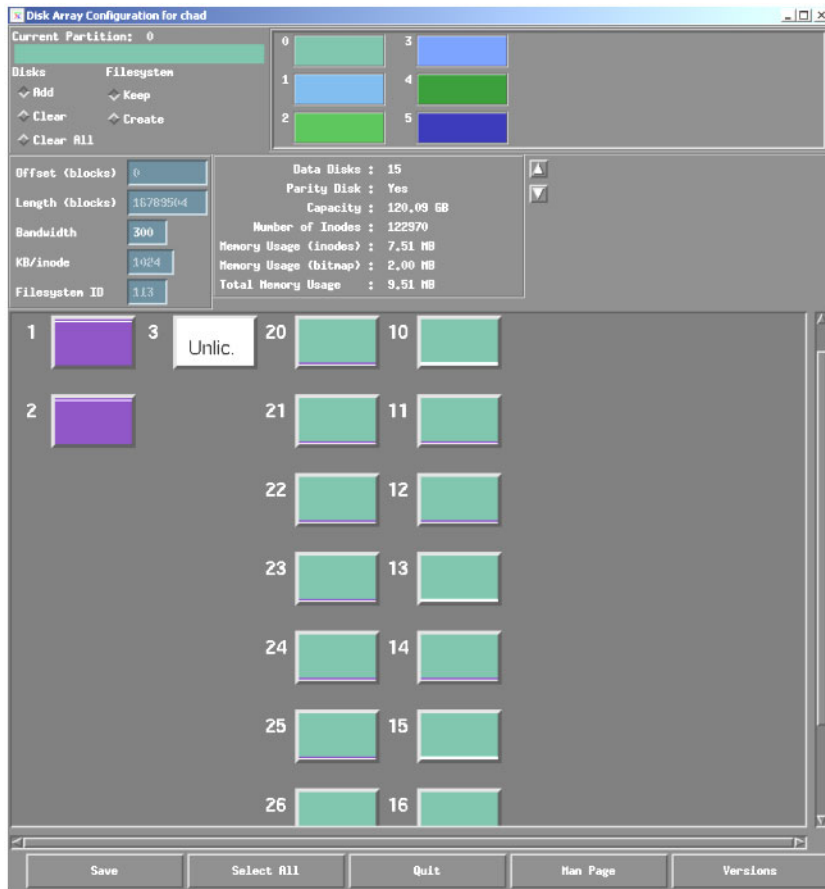 Disk Array Configuration for chad
Current Partition: 0
Disks Filesystem
Add Keep
Clear Create
Clear All
0 3
1 4
2 5
Offset (blocks) 0
Length (blocks) 16789504
Bandwidth 300
KB/inode 1024
Filesystem ID 113
Data Disks : 15
Parity Disk : Yes
Capacity : 120.09 GB
Number of Inodes : 122970
Memory Usage (inodes) : 7.51 MB
Memory Usage (bitmap) : 2.00 MB
Total Memory Usage : 9.51 MB
1 3 Unlic. 20 10
2 21 11
22 12
23 13
24 14
25 15
26 16
Save Select All Quit Man Page Versions